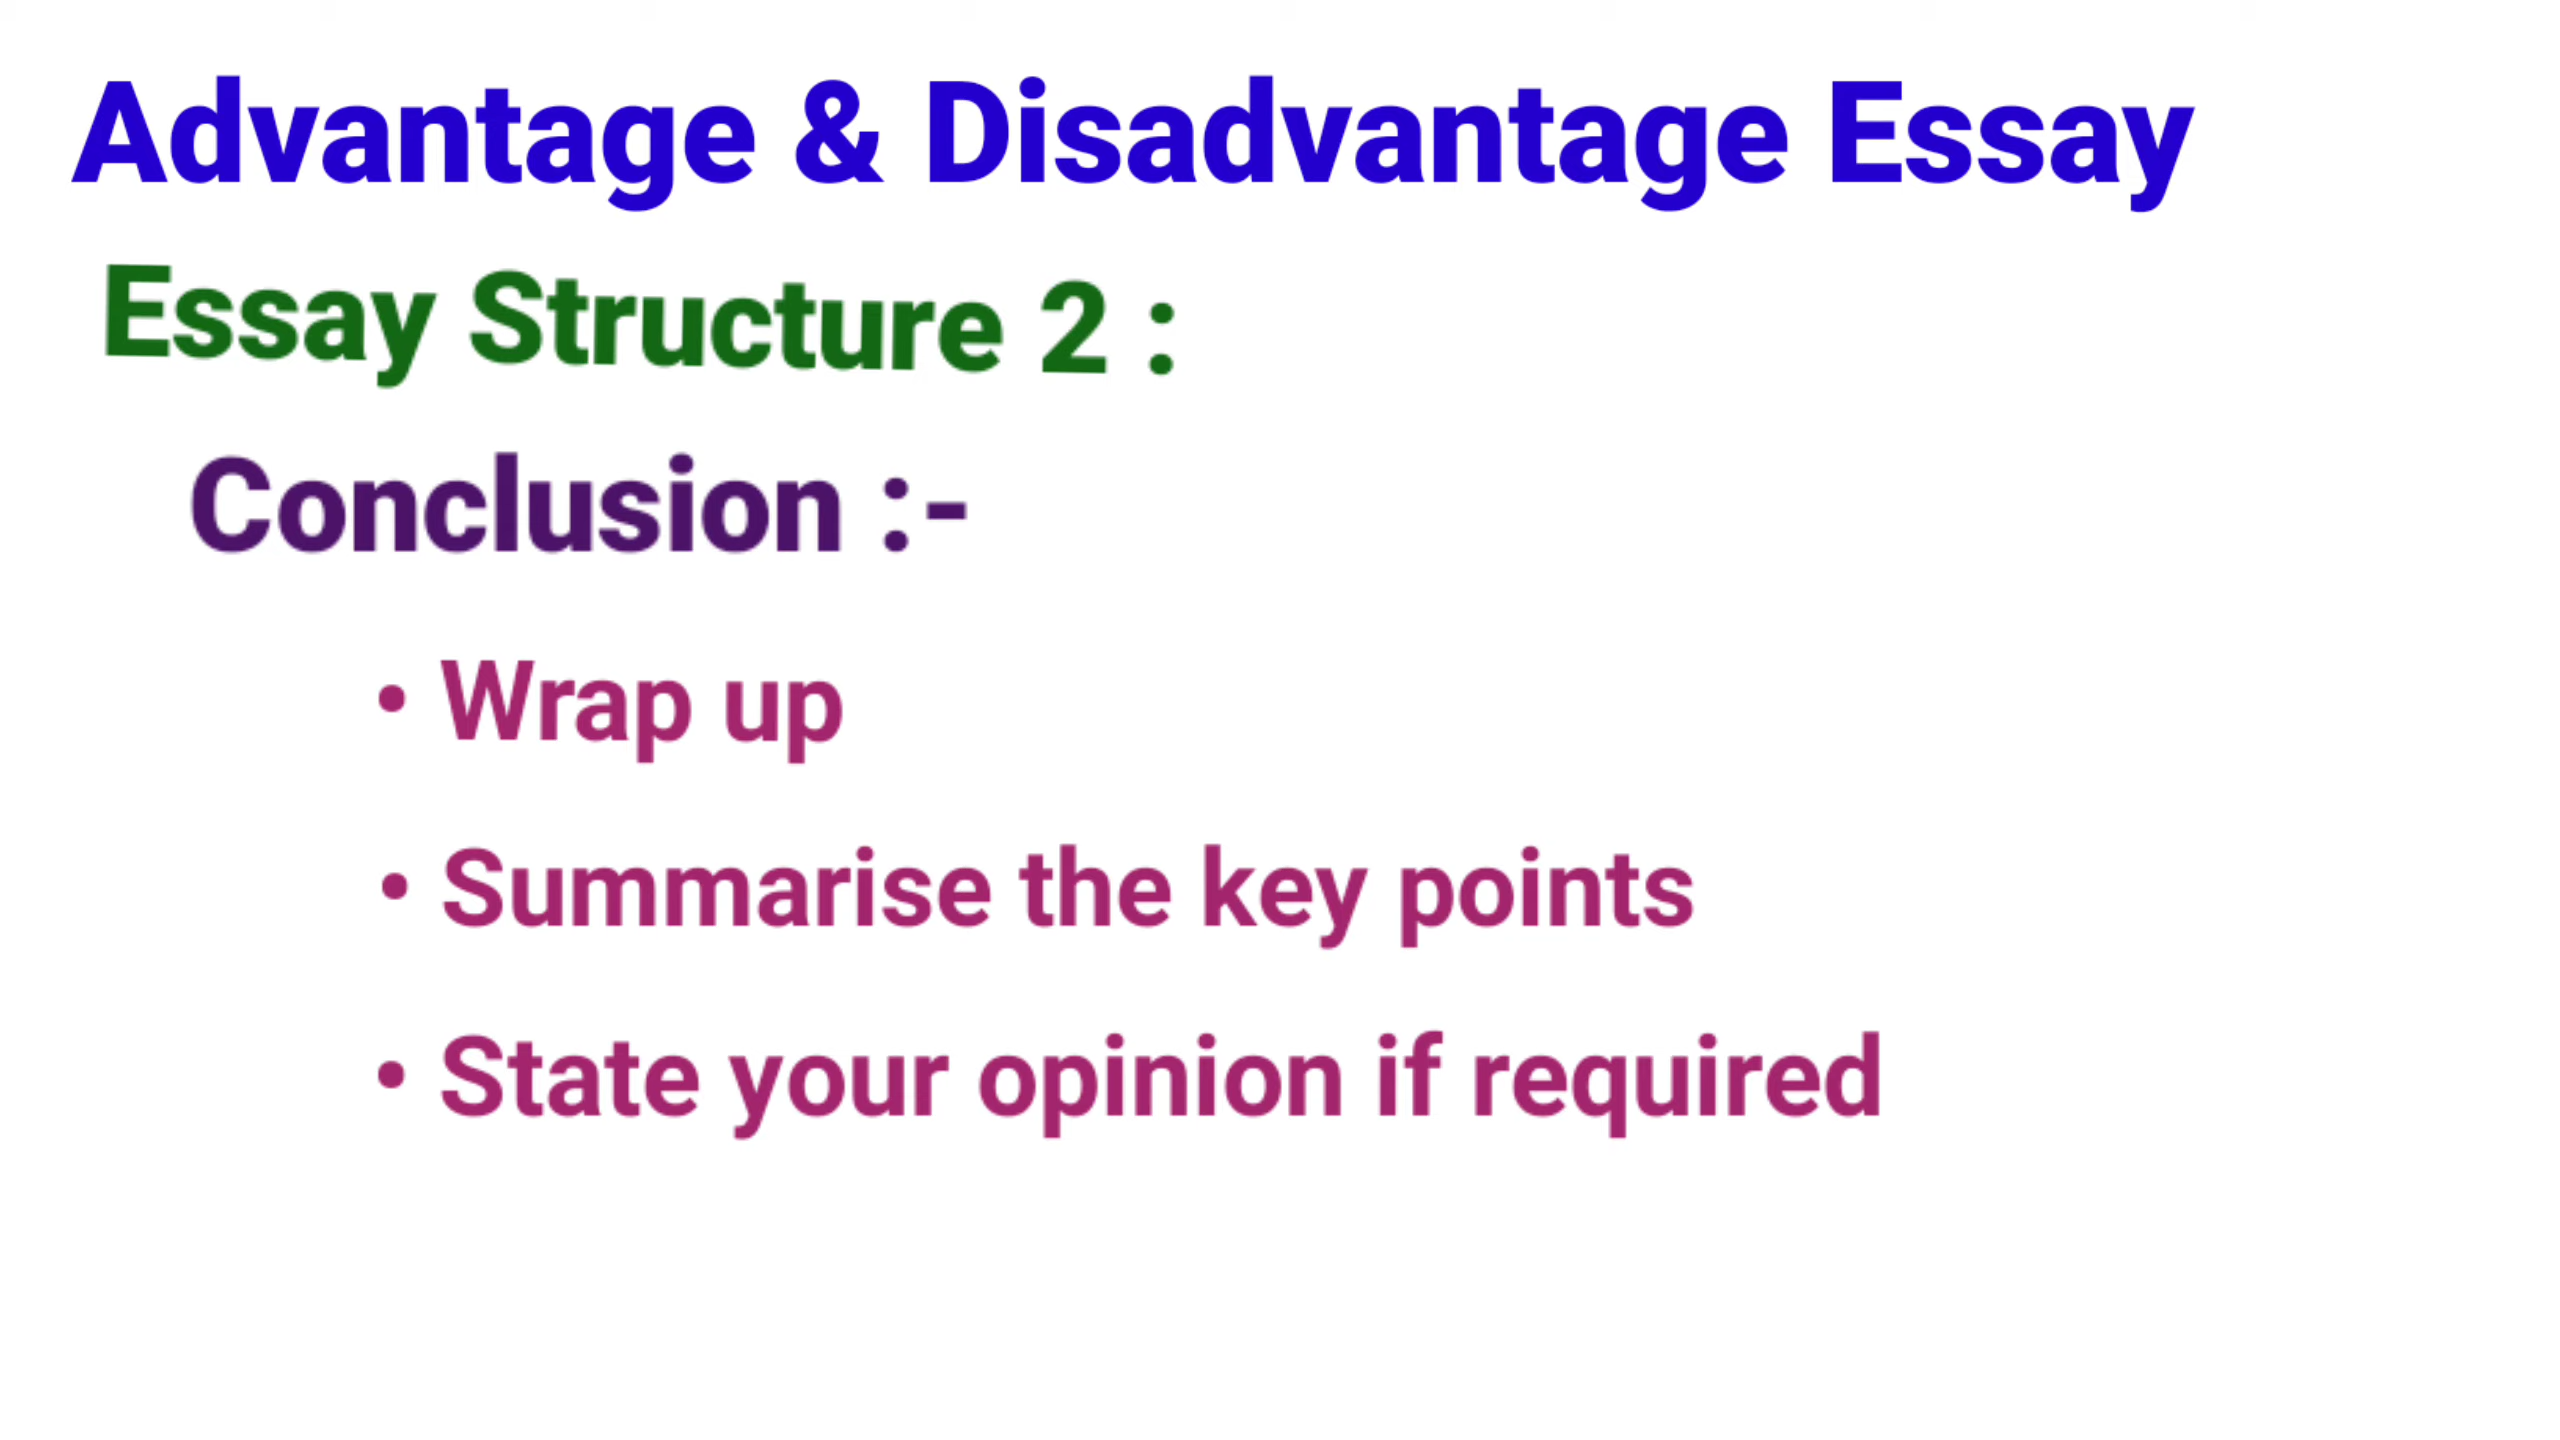 Advantage & Disadvantage Essay
Essay Structure 2 :
Conclusion :-
• Wrap up
• Summarise the key points
• State your opinion if required